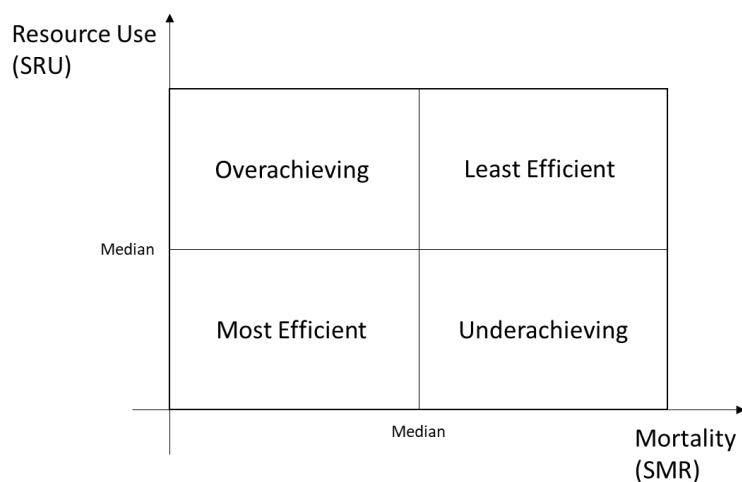 Resource Use
(SRU)
Overachieving
Least Efficient
Median
Most Efficient
Underachieving
Median
Mortality
(SMR)